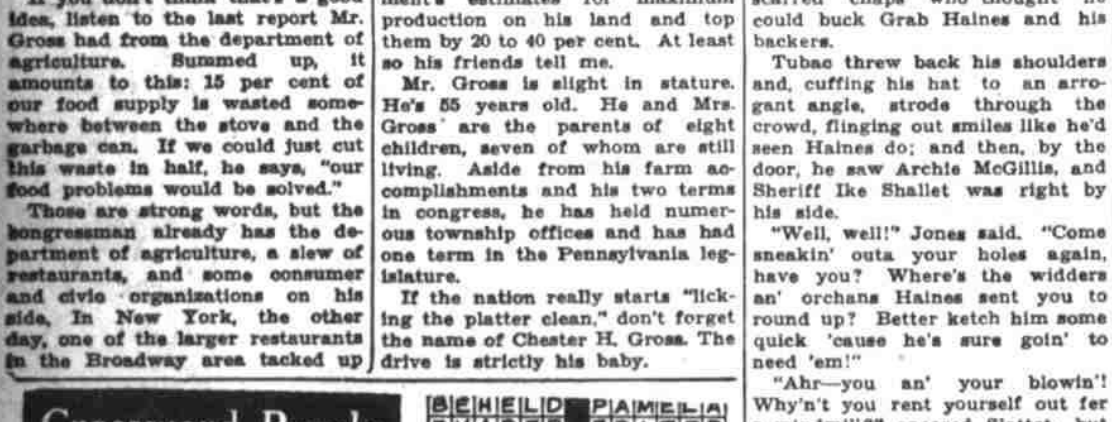 idea, listen to the last report Mr.
Gross had from the department of
agriculture. Summed up, it
amounts to this: 15 per cent of
our food supply is wasted some-
where between the stove and the
garbage can. If we could just cut
this waste in half, he says, "our
food problems would be solved."
Those are strong words, but the
congressman already has the de-
partment of agriculture, a slew of
restaurants, and some consumer
and civic organizations on his
side. In New York, the other
day, one of the larger restaurants
in the Broadway area tacked up
ment's estimates for maximum
production on his land and top
them by 20 to 40 per cent. At least
so his friends tell me.
Mr. Gross is slight in stature.
He's 55 years old. He and Mrs.
Gross are the parents of eight
children, seven of whom are still
living. Aside from his farm ac-
complishments and his two terms
in congress, he has held numer-
ous township offices and has had
one term in the Pennsylvania leg-
islature.
If the nation really starts "lick-
ing the platter clean," don't forget
the name of Chester H. Gross. The
drive is strictly his baby.
BEHELD PAMELA
could buck Grab Haines and his
backers.
Tubac threw back his shoulders
and, cuffing his hat to an arro-
gant angle, strode through the
crowd, flinging out smiles like he'd
seen Haines do; and then, by the
door, he saw Archie McGillis, and
Sheriff Ike Shallet was right by
his side.
"Well, well!" Jones said. "Come
sneakin' outa your holes again,
have you? Where's the widders
an' orchans Haines sent you to
round up? Better ketch him some
quick 'cause he's sure goin' to
need 'em!"
"Ahr—you an' your blowin'!
Why'n't you rent yourself out fer